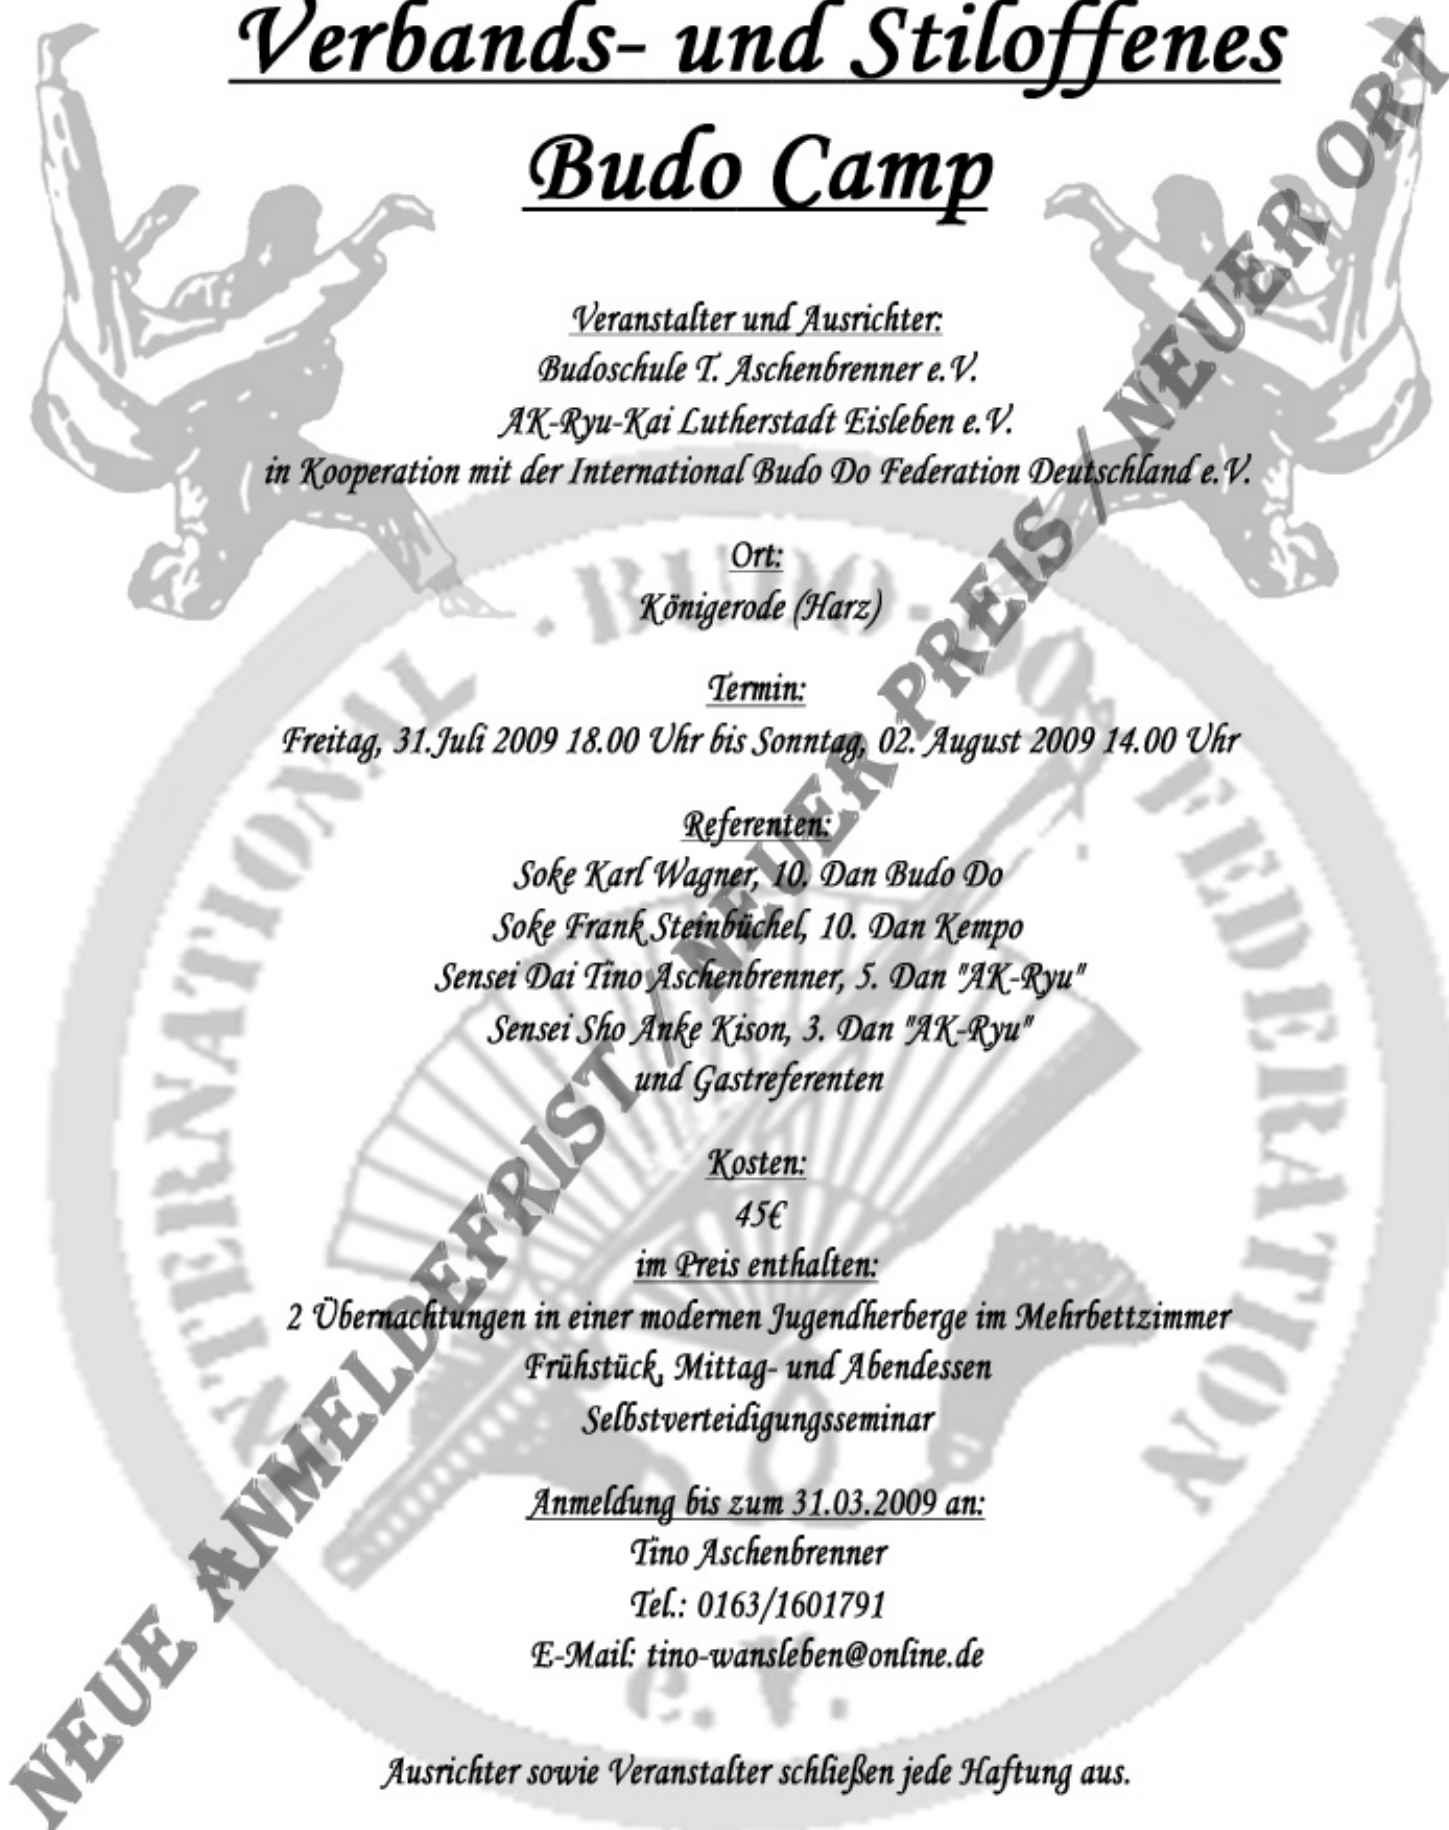 Verbands- und Stiloffenes
Budo Camp
Veranstalter und Ausrichter:
Budoschule T. Aschenbrenner e.V.
AK-Ryu-Kai Lutherstadt Eisleben e.V.
in Kooperation mit der International Budo Do Federation Deutschland e.V.
Ort:
Königerode (Harz)
Termin:
Freitag, 31.Juli 2009 18.00 Uhr bis Sonntag, 02. August 2009 14.00 Uhr
Referenten:
Soke Karl Wagner, 10. Dan Budo Do
Soke Frank Steinbüchel, 10. Dan Kempo
Sensei Dai Tino Aschenbrenner, 5. Dan "AK-Ryu"
Sensei Sho Anke Kison, 3. Dan "AK-Ryu"
und Gastreferenten
Kosten:
45€
im Preis enthalten:
2 Übernachtungen in einer modernen Jugendherberge im Mehrbettzimmer
Frühstück, Mittag- und Abendessen
Selbstverteidigungsseminar
Anmeldung bis zum 31.03.2009 an:
Tino Aschenbrenner
Tel.: 0163/1601791
E-Mail: tino-wansleben@online.de
Ausrichter sowie Veranstalter schließen jede Haftung aus.
NEUE ANMELDEFRIST / NEUER PREIS / NEUER ORT
INTERNATIONAL · BUDO-DO FEDERATION
e.V.